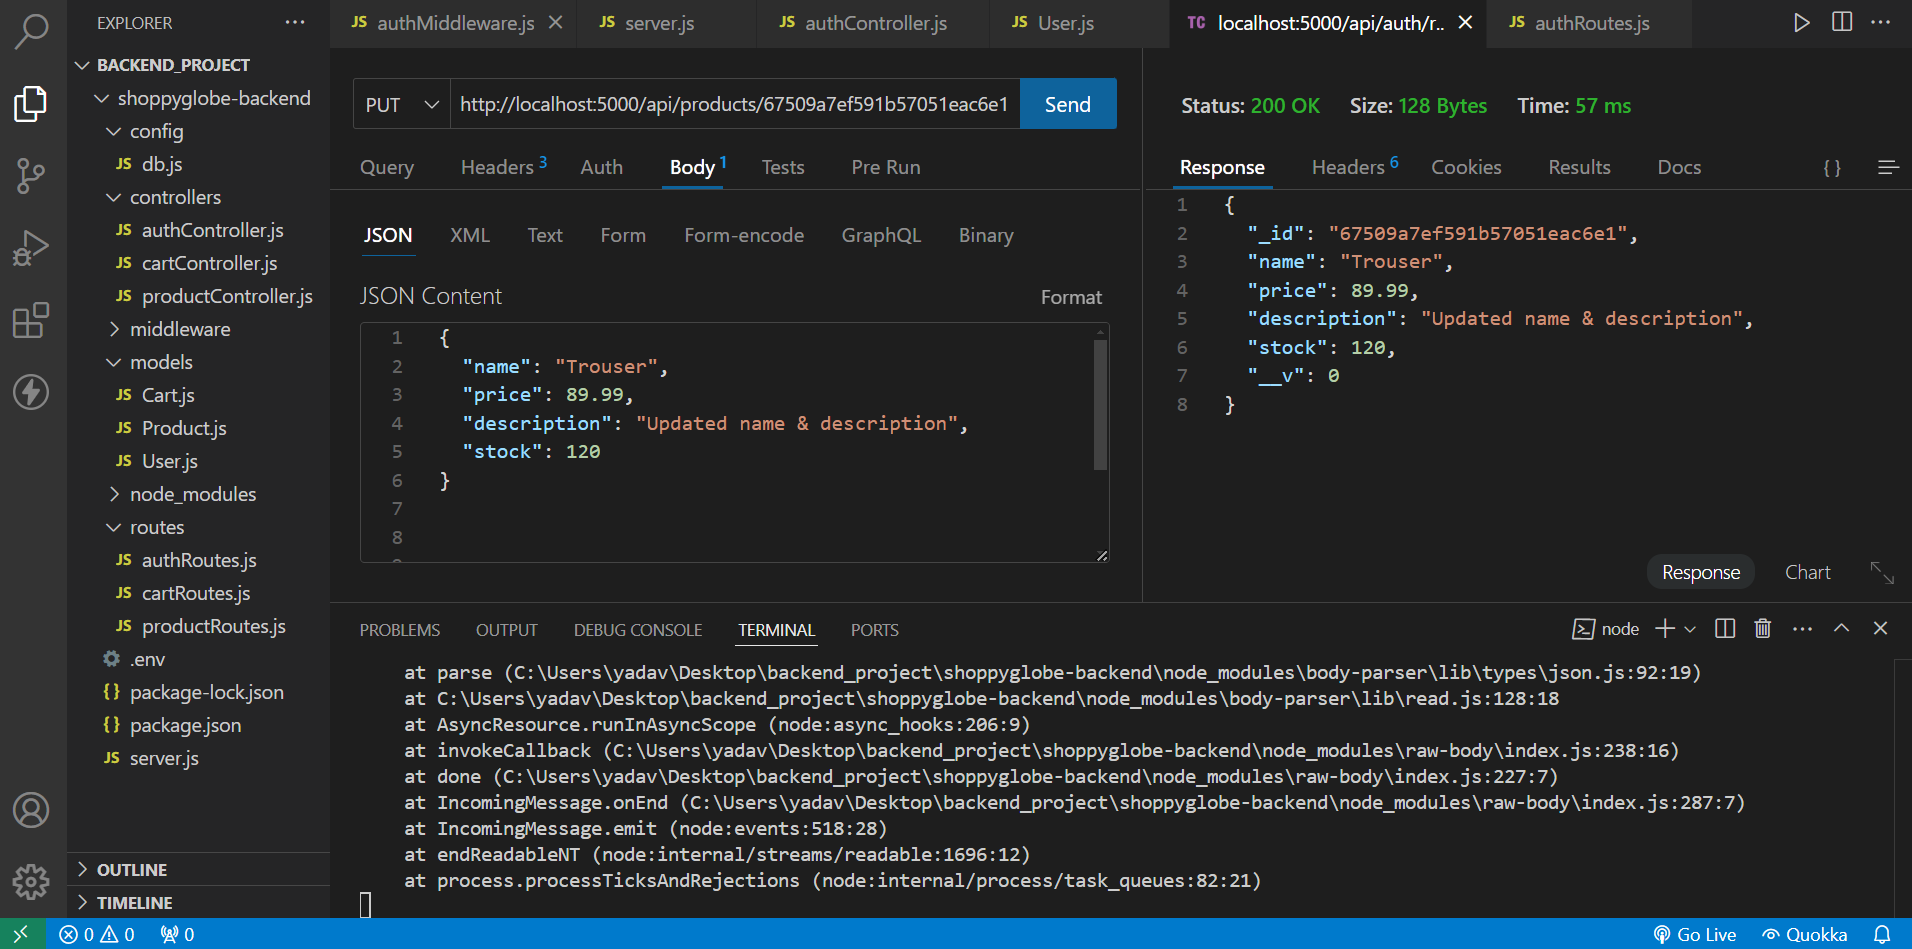 EXPLORER
BACKEND_PROJECT
shoppyglobe-backend
config
JS db.js
controllers
JS authController.js
JS cartController.js
JS productController.js
middleware
models
JS Cart.js
JS Product.js
JS User.js
node_modules
routes
JS authRoutes.js
JS cartRoutes.js
JS productRoutes.js
.env
{} package-lock.json
{} package.json
JS server.js
OUTLINE
TIMELINE
JS authMiddleware.js JS server.js JS authController.js JS User.js TC localhost:5000/api/auth/r.. JS authRoutes.js
PUT http://localhost:5000/api/products/67509a7ef591b57051eac6e1 Send
Query Headers 3 Auth Body 1 Tests Pre Run
JSON XML Text Form Form-encode GraphQL Binary
JSON Content Format
1 {
2 "name": "Trouser",
3 "price": 89.99,
4 "description": "Updated name & description",
5 "stock": 120
6 }
7
8
Status: 200 OK Size: 128 Bytes Time: 57 ms
Response Headers 6 Cookies Results Docs { }
1 {
2 "_id": "67509a7ef591b57051eac6e1",
3 "name": "Trouser",
4 "price": 89.99,
5 "description": "Updated name & description",
6 "stock": 120,
7 "__v": 0
8 }
Response Chart
PROBLEMS OUTPUT DEBUG CONSOLE TERMINAL PORTS node
at parse (C:\Users\yadav\Desktop\backend_project\shoppyglobe-backend\node_modules\body-parser\lib\types\json.js:92:19)
at C:\Users\yadav\Desktop\backend_project\shoppyglobe-backend\node_modules\body-parser\lib\read.js:128:18
at AsyncResource.runInAsyncScope (node:async_hooks:206:9)
at invokeCallback (C:\Users\yadav\Desktop\backend_project\shoppyglobe-backend\node_modules\raw-body\index.js:238:16)
at done (C:\Users\yadav\Desktop\backend_project\shoppyglobe-backend\node_modules\raw-body\index.js:227:7)
at IncomingMessage.onEnd (C:\Users\yadav\Desktop\backend_project\shoppyglobe-backend\node_modules\raw-body\index.js:287:7)
at IncomingMessage.emit (node:events:518:28)
at endReadableNT (node:internal/streams/readable:1696:12)
at process.processTicksAndRejections (node:internal/process/task_queues:82:21)
0 0 0 Go Live Quokka